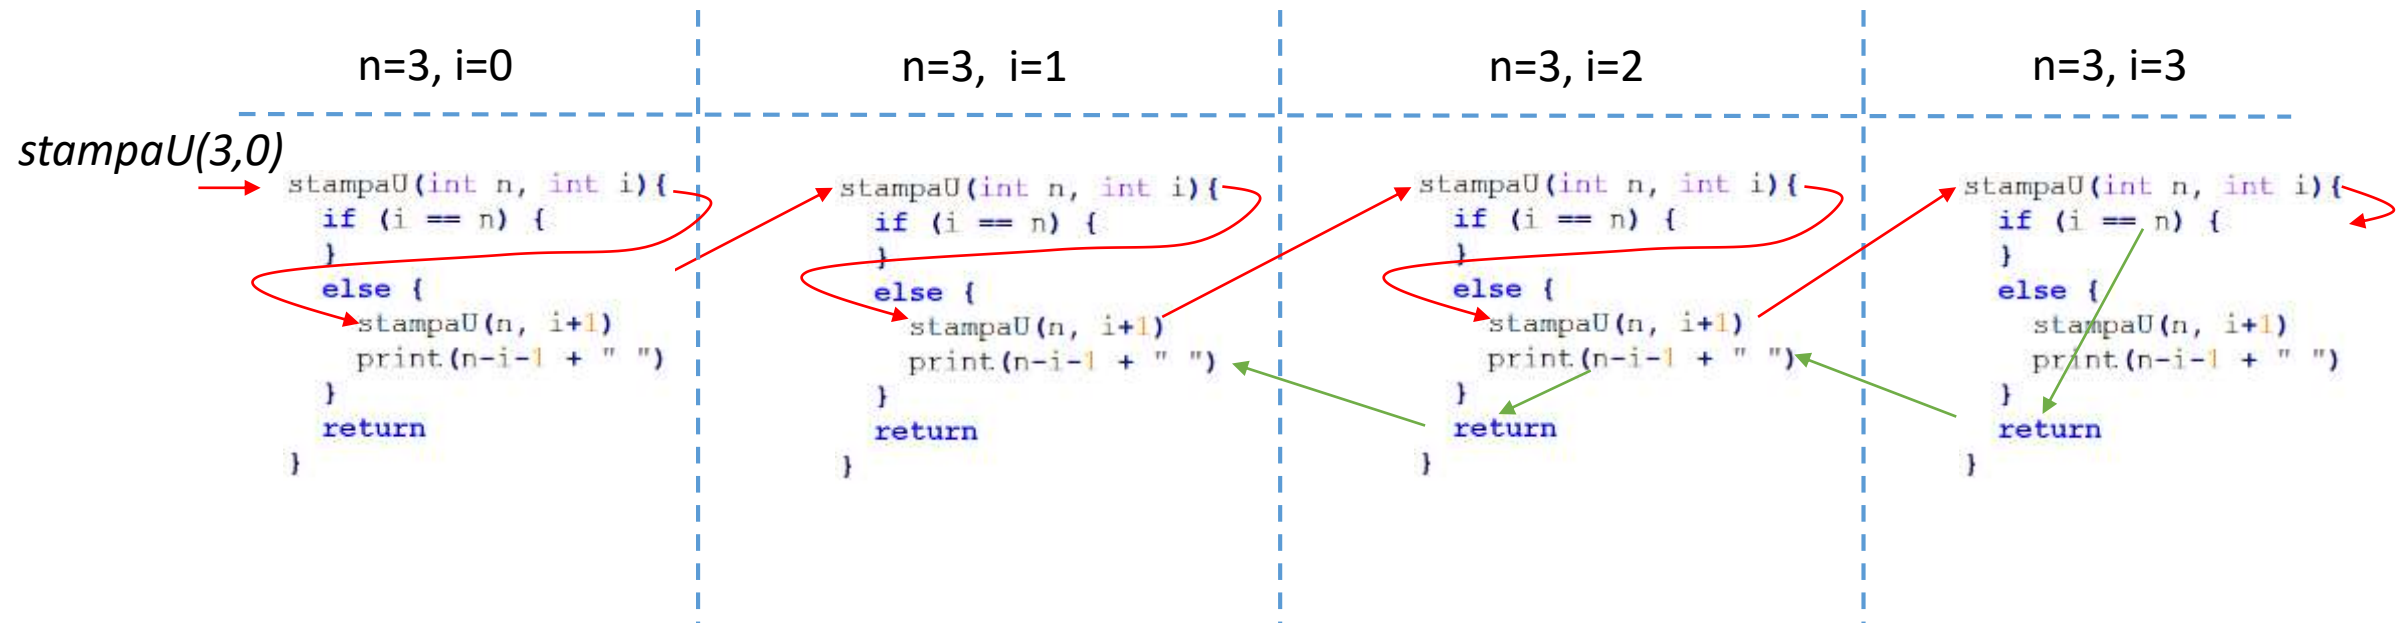 n=3, i=0
n=3, i=1
n=3, i=2
n=3, i=3
stampaU(3,0)
stampaU(int n, int i){
if (i == n) {
}
else {
stampaU(n, i+1)
print(n-i-1 + " ")
}
return
}
stampaU(int n, int i){
if (i == n) {
}
else {
stampaU(n, i+1)
print(n-i-1 + " ")
}
return
}
stampaU(int n, int i){
if (i == n) {
}
else {
stampaU(n, i+1)
print(n-i-1 + " ")
}
return
}
stampaU(int n, int i){
if (i == n) {
}
else {
stampaU(n, i+1)
print(n-i-1 + " ")
}
return
}